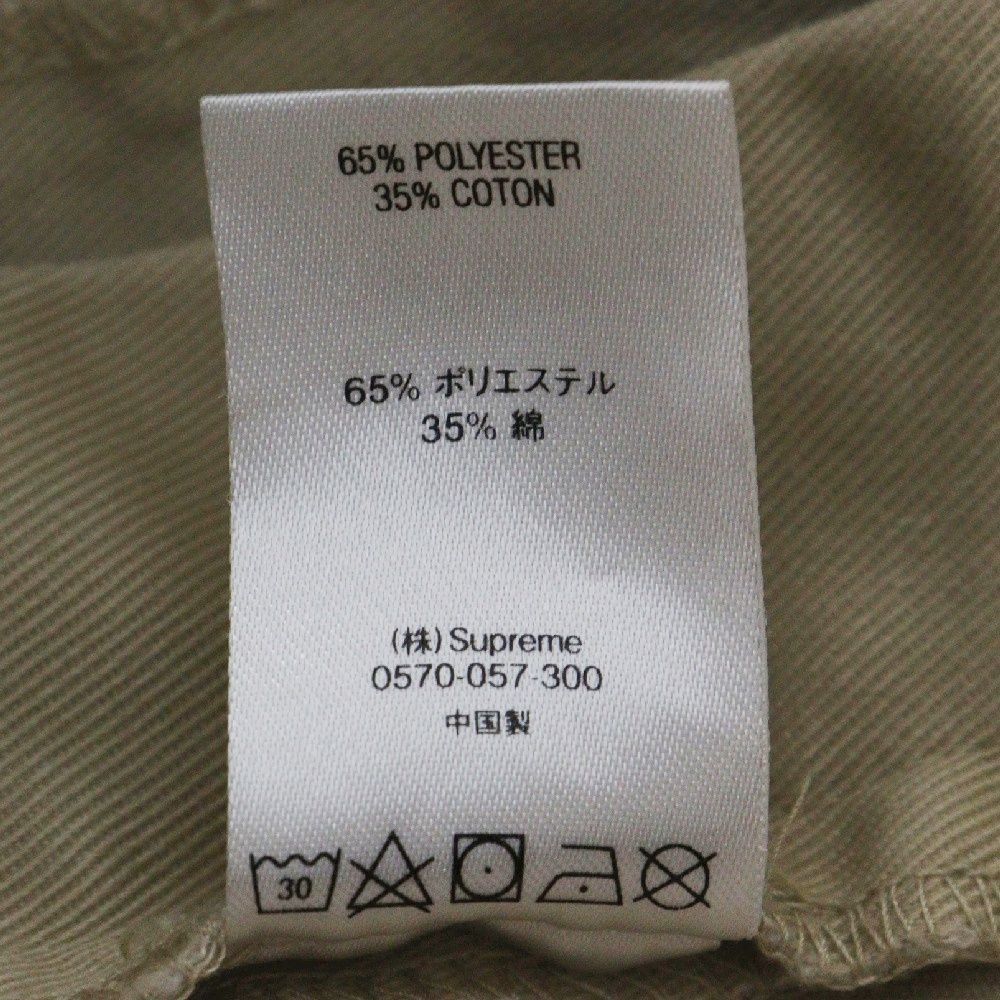 65% POLYESTER
35% COTON
65% ポリエステル
35% 綿
(株) Supreme
0570-057-300
中国製
30